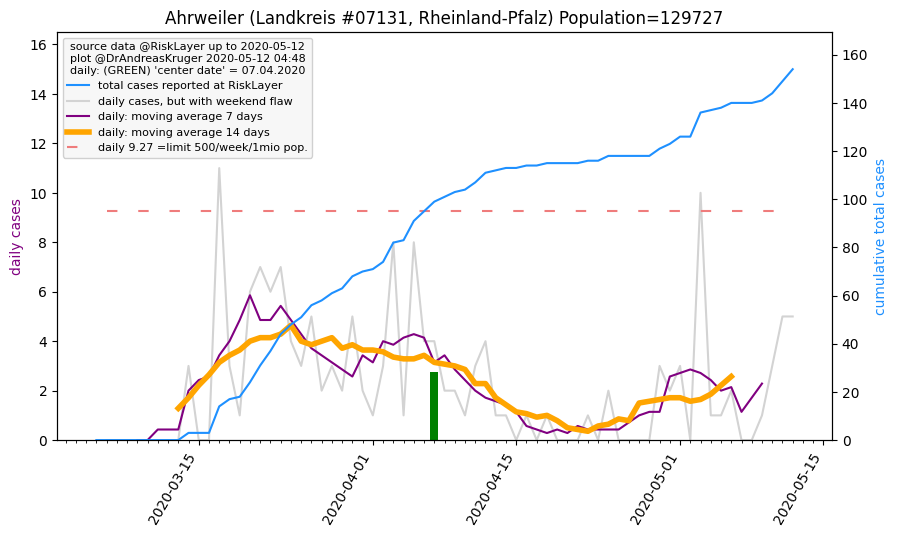 Ahrweiler (Landkreis #07131, Rheinland-Pfalz) Population=129727
source data @RiskLayer up to 2020-05-12
plot @DrAndreasKruger 2020-05-12 04:48
daily: (GREEN) 'center date' = 07.04.2020
total cases reported at RiskLayer
daily cases, but with weekend flaw
daily: moving average 7 days
daily: moving average 14 days
daily 9.27 =limit 500/week/1mio pop.
daily cases
16
14
12
10
8
6
4
2
0
cumulative total cases
160
140
120
100
80
60
40
20
0
2020-03-15
2020-04-01
2020-04-15
2020-05-01
2020-05-15